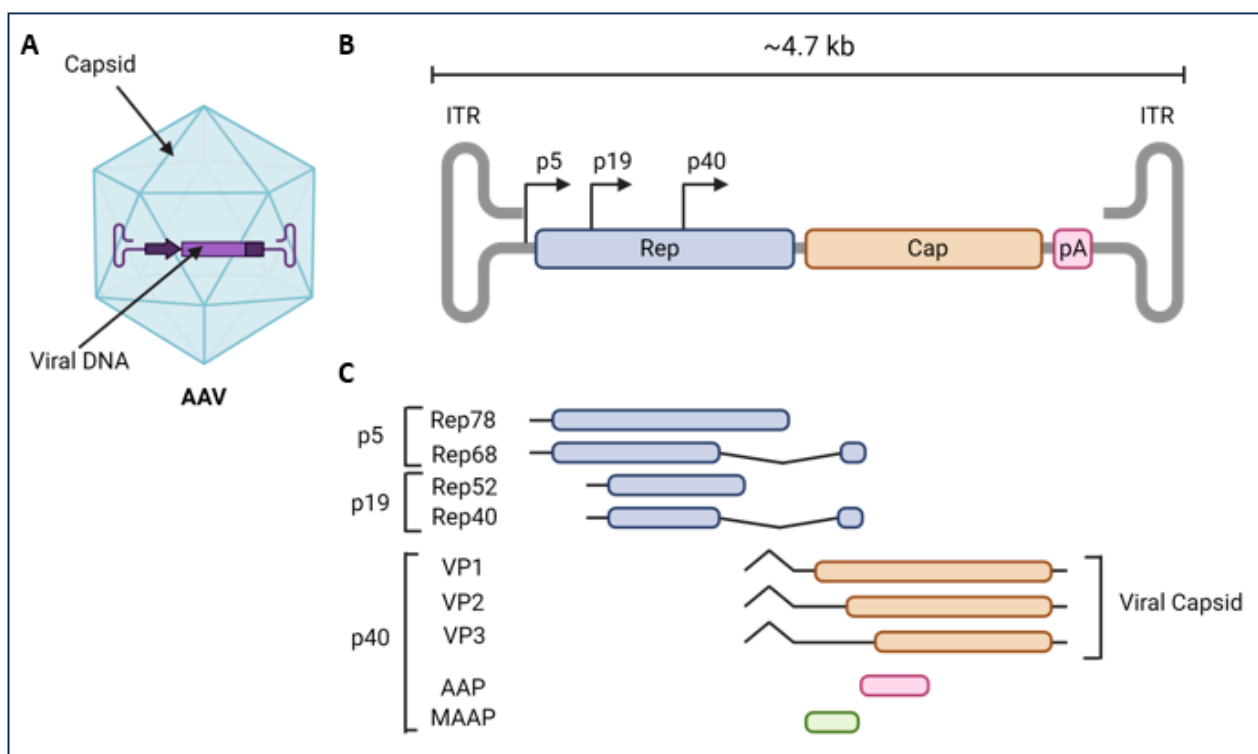 A
Capsid
Viral DNA
AAV
B
~4.7 kb
ITR
ITR
p5
p19
p40
Rep
Cap
pA
C
p5
Rep78
Rep68
p19
Rep52
Rep40
p40
VP1
VP2
VP3
AAP
MAAP
Viral Capsid